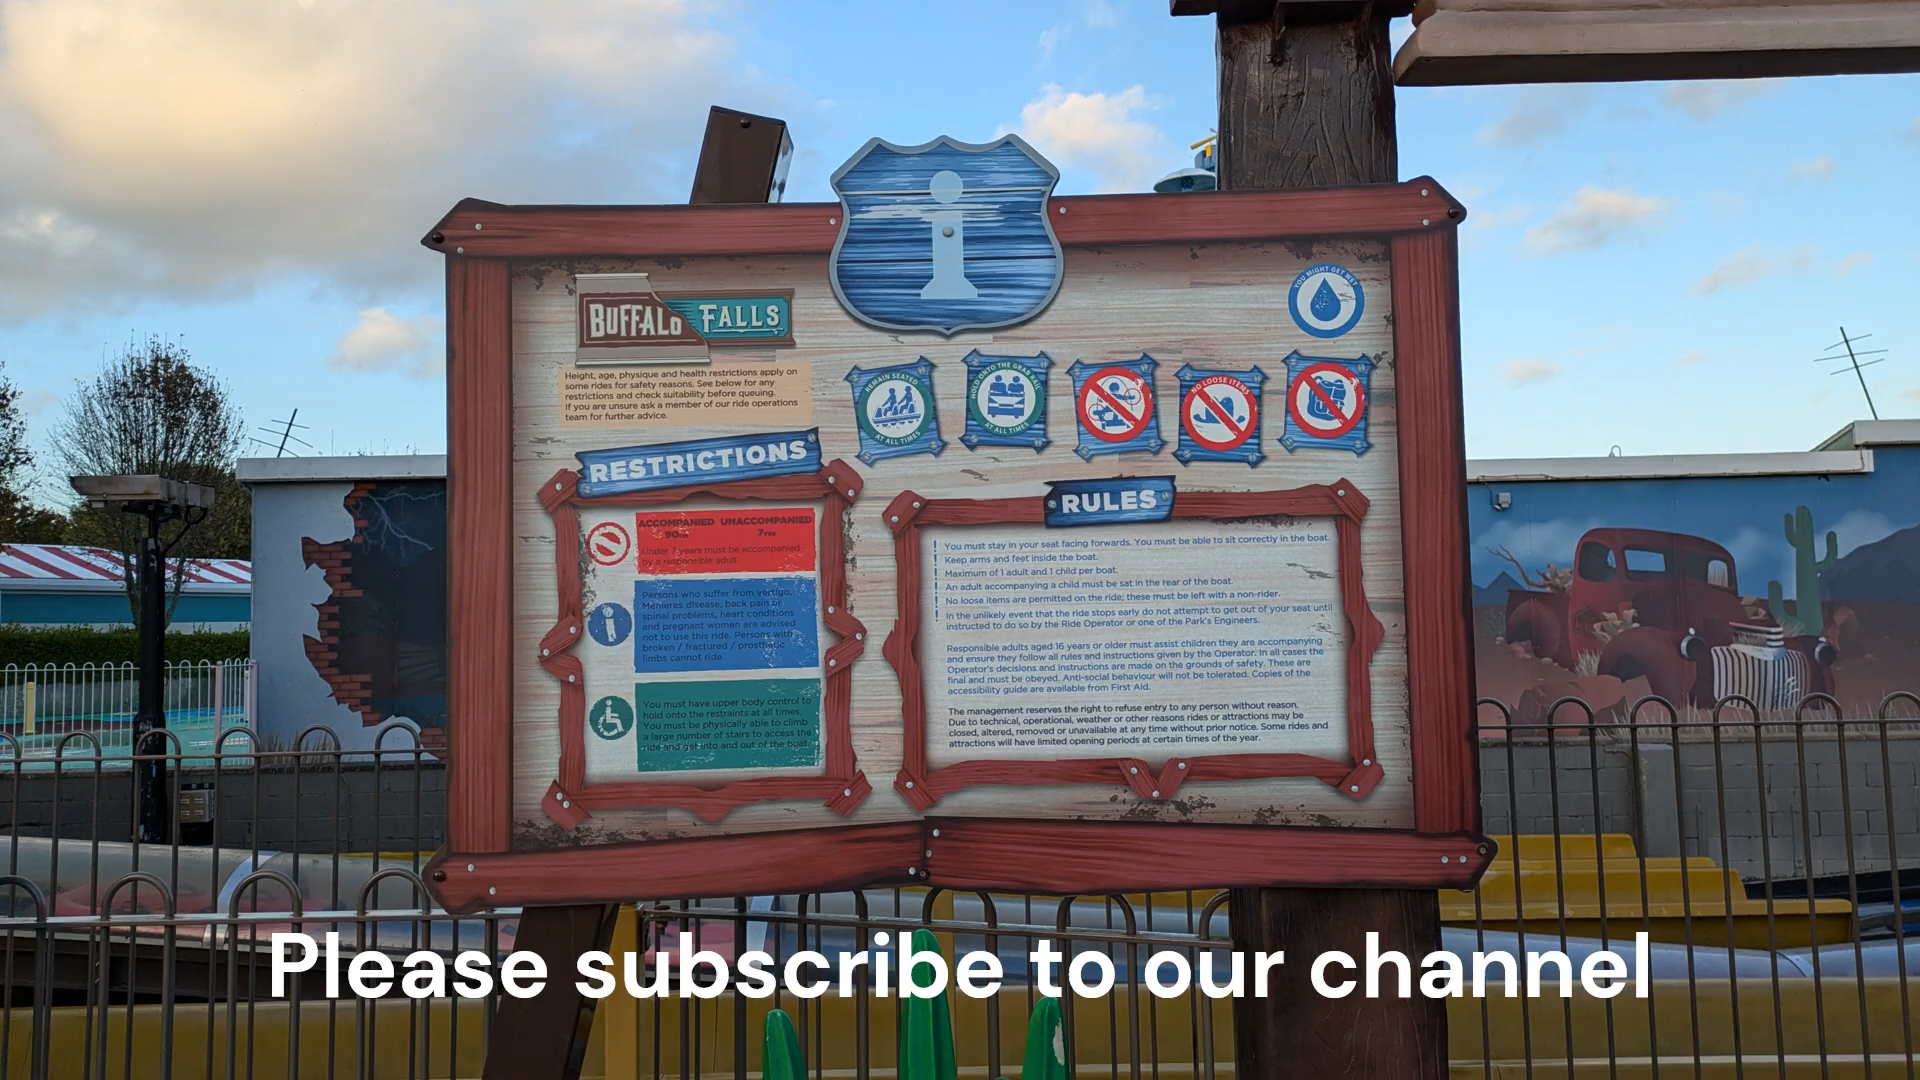 BUFFALO FALLS
YOU MIGHT GET WET
Height, age, physique and health restrictions apply on
some rides for safety reasons. See below for any
restrictions and check suitability before queuing.
If you are unsure ask a member of our ride operations
team for further advice.
REMAIN SEATED
AT ALL TIMES
HOLD ONTO THE GRAB RAIL
AT ALL TIMES
NO LOOSE ITEMS
RESTRICTIONS
ACCOMPANIED UNACCOMPANIED
90cm 7yrs
Under 7 years must be accompanied
by a responsible adult.
Persons who suffer from vertigo,
Menieres disease, back pain or
spinal problems, heart conditions
and pregnant women are advised
not to use this ride. Persons with
broken / fractured / prosthetic
limbs cannot ride.
You must have upper body control to
hold onto the restraints at all times.
You must be physically able to climb
a large number of stairs to access the
ride and get into and out of the boat.
RULES
! You must stay in your seat facing forwards. You must be able to sit correctly in the boat.
! Keep arms and feet inside the boat.
! Maximum of 1 adult and 1 child per boat.
! An adult accompanying a child must be sat in the rear of the boat.
! No loose items are permitted on the ride; these must be left with a non-rider.
! In the unlikely event that the ride stops early do not attempt to get out of your seat until
instructed to do so by the Ride Operator or one of the Park's Engineers.
Responsible adults aged 16 years or older must assist children they are accompanying
and ensure they follow all rules and instructions given by the Operator. In all cases the
Operator's decisions and instructions are made on the grounds of safety. These are
final and must be obeyed. Anti-social behaviour will not be tolerated. Copies of the
accessibility guide are available from First Aid.
The management reserves the right to refuse entry to any person without reason.
Due to technical, operational, weather or other reasons rides or attractions may be
closed, altered, removed or unavailable at any time without prior notice. Some rides and
attractions will have limited opening periods at certain times of the year.
Please subscribe to our channel